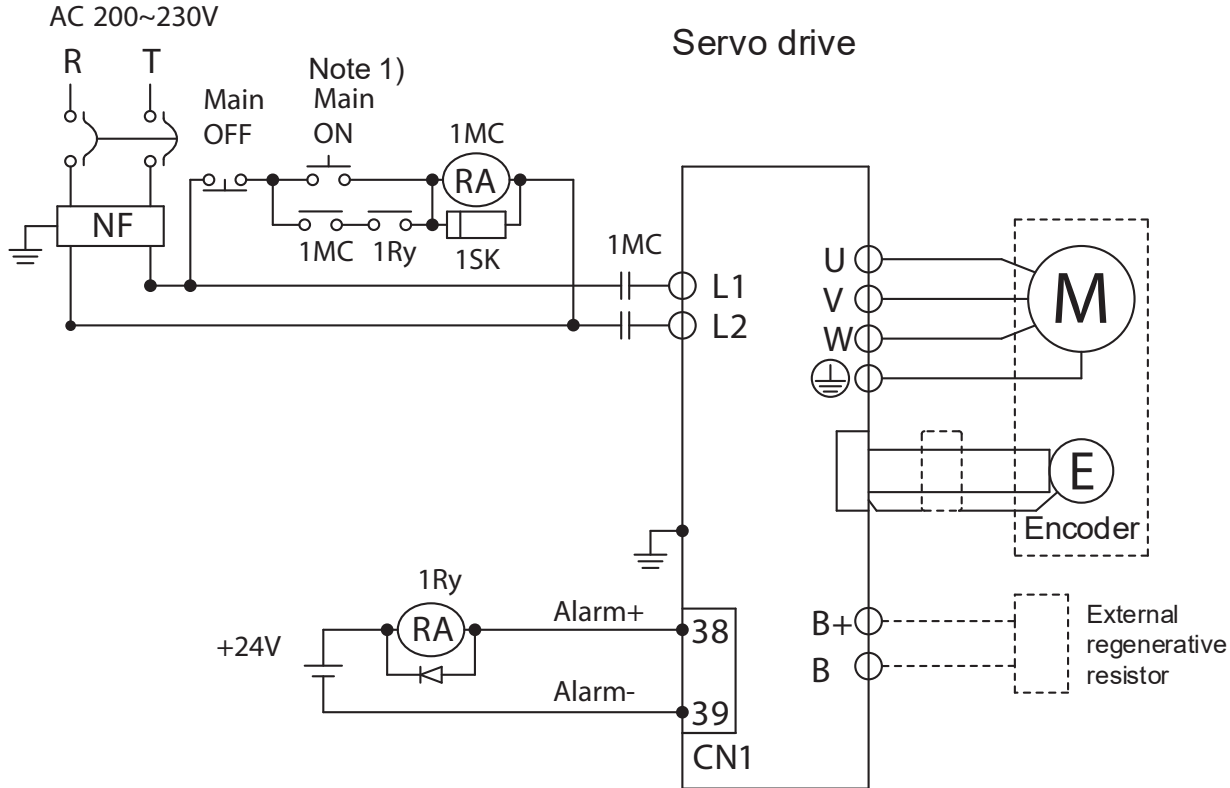 AC 200~230V
R
T
Servo drive
Note 1)
Main
OFF
Main
ON
1MC
RA
NF
1MC
1Ry
1SK
1MC
L1
L2
U
V
W
M
E
Encoder
1Ry
RA
+24V
Alarm+
38
Alarm-
39
CN1
B+
B
External
regenerative
resistor